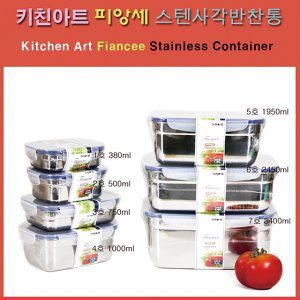 키친아트 피앙세 스텐사각반찬통
Kitchen Art Fiancee Stainless Container
1호 380ml
2호 500ml
3호 750ml
4호 1000ml
5호 1950ml
6호 2450ml
7호 3400ml